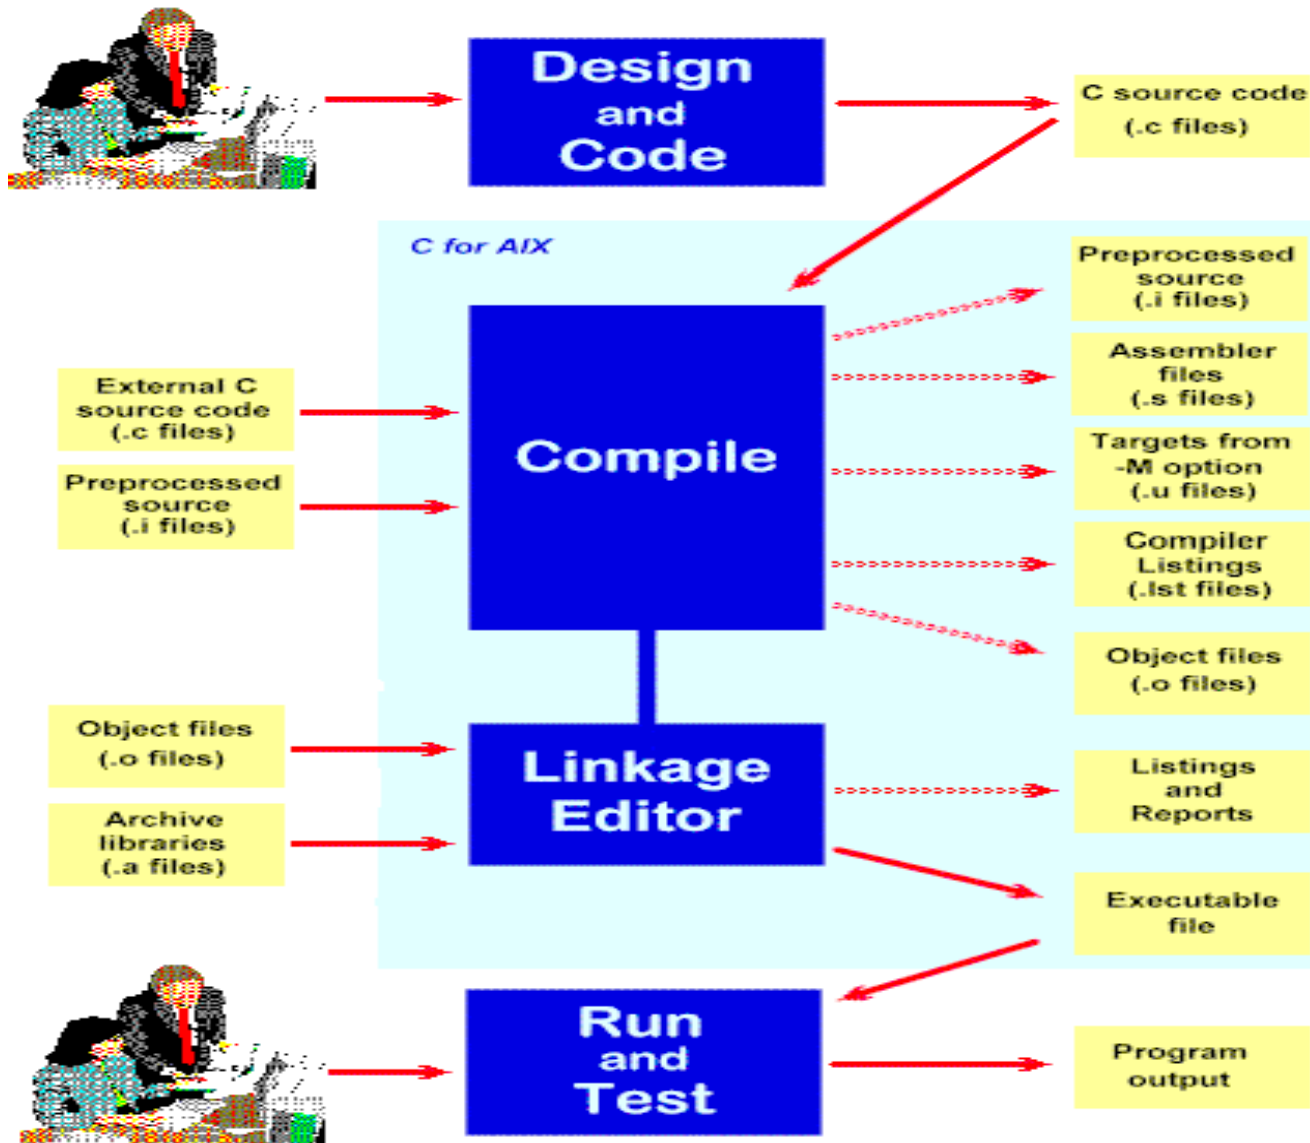 Design
and
Code
C source code
(.c files)
C for AIX
Preprocessed
source
(.i files)
Assembler
files
(.s files)
External C
source code
(.c files)
Compile
Targets from
-M option
(.u files)
Preprocessed
source
(.i files)
Compiler
Listings
(.lst files)
Object files
(.o files)
Object files
(.o files)
Linkage
Editor
Listings
and
Reports
Archive
libraries
(.a files)
Executable
file
Run
and
Test
Program
output